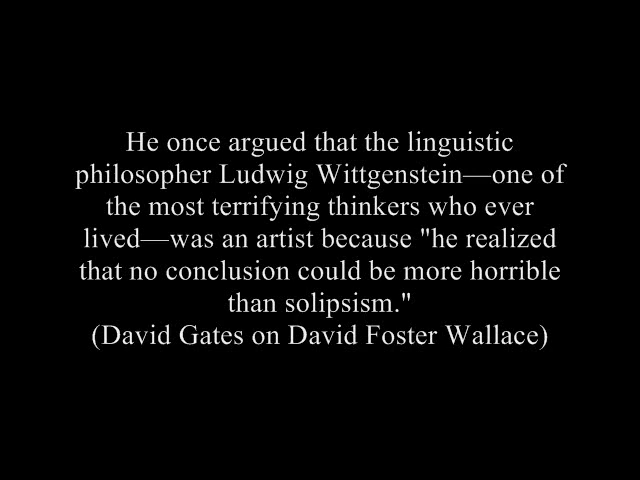 He once argued that the linguistic
philosopher Ludwig Wittgenstein—one of
the most terrifying thinkers who ever
lived—was an artist because "he realized
that no conclusion could be more horrible
than solipsism."
(David Gates on David Foster Wallace)